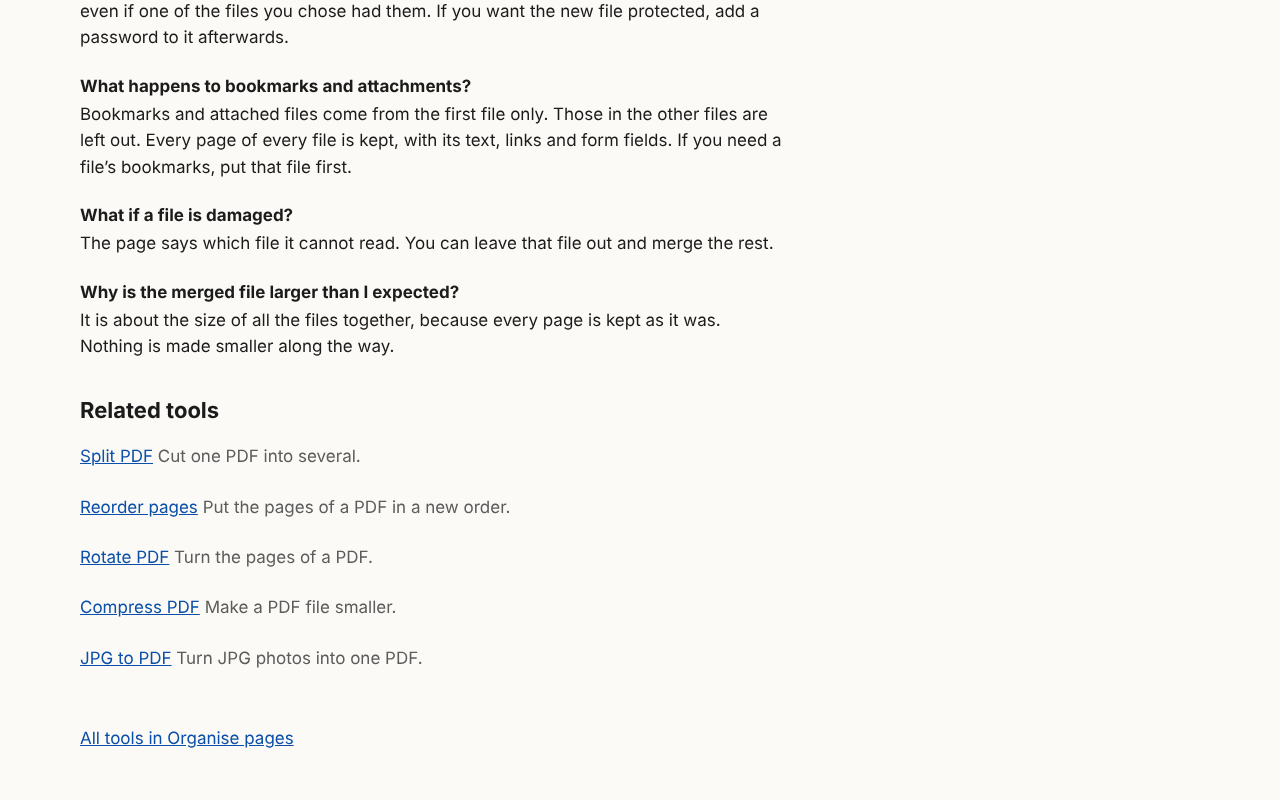 even if one of the files you chose had them. If you want the new file protected, add a
password to it afterwards.
What happens to bookmarks and attachments?
Bookmarks and attached files come from the first file only. Those in the other files are
left out. Every page of every file is kept, with its text, links and form fields. If you need a
file’s bookmarks, put that file first.
What if a file is damaged?
The page says which file it cannot read. You can leave that file out and merge the rest.
Why is the merged file larger than I expected?
It is about the size of all the files together, because every page is kept as it was.
Nothing is made smaller along the way.
Related tools
Split PDF Cut one PDF into several.
Reorder pages Put the pages of a PDF in a new order.
Rotate PDF Turn the pages of a PDF.
Compress PDF Make a PDF file smaller.
JPG to PDF Turn JPG photos into one PDF.
All tools in Organise pages